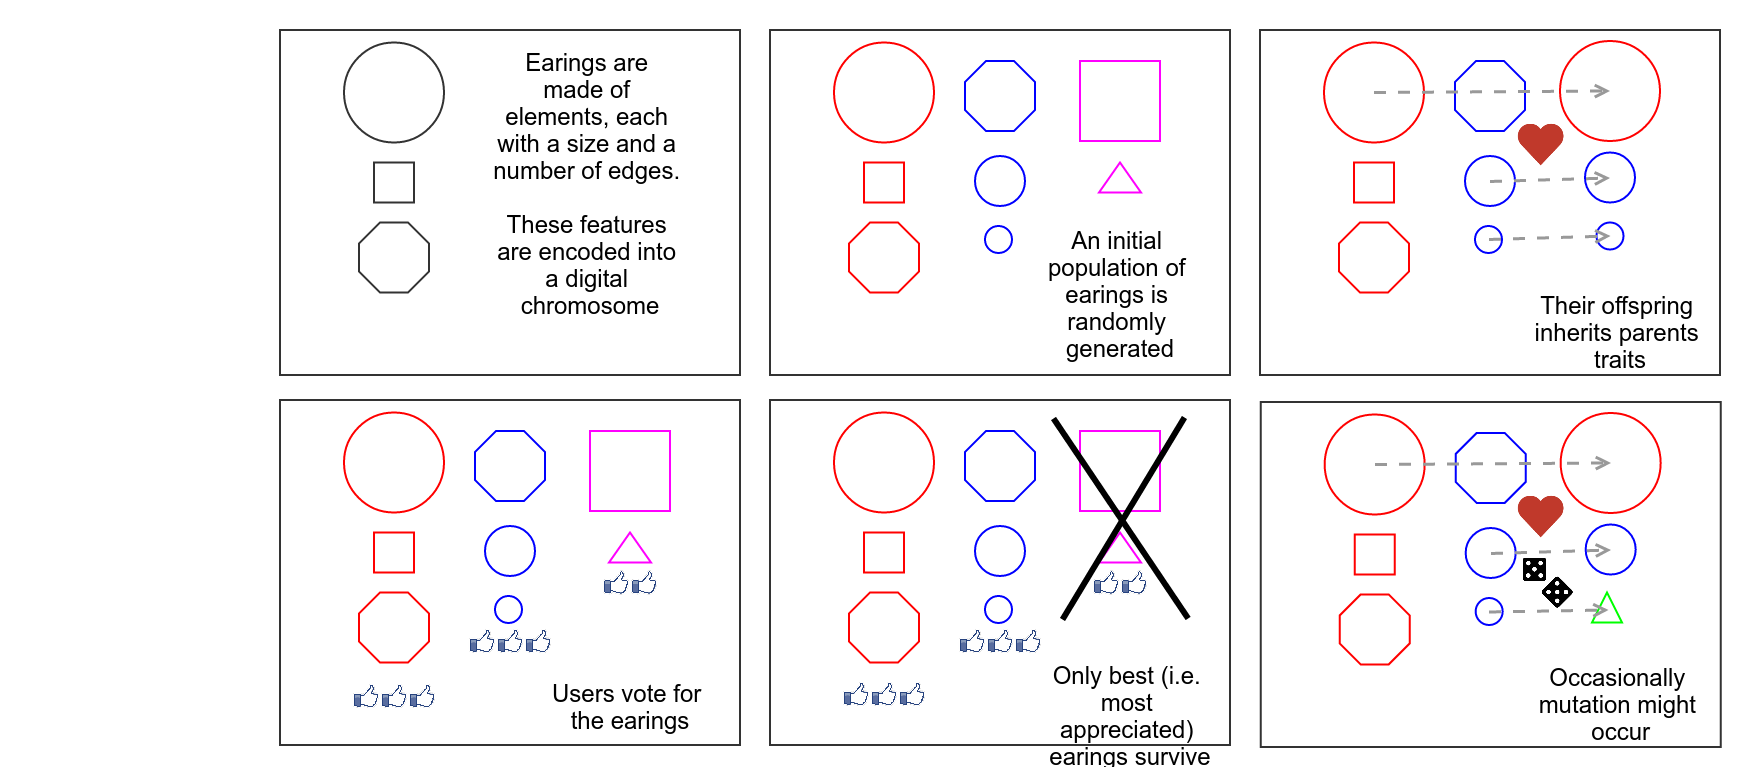 Earings are
made of
elements, each
with a size and a
number of edges.
These features
are encoded into
a digital
chromosome
An initial
population of
earings is
randomly
generated
Their offspring
inherits parents
traits
Users vote for
the earings
Only best (i.e.
most
appreciated)
earings survive
Occasionally
mutation might
occur